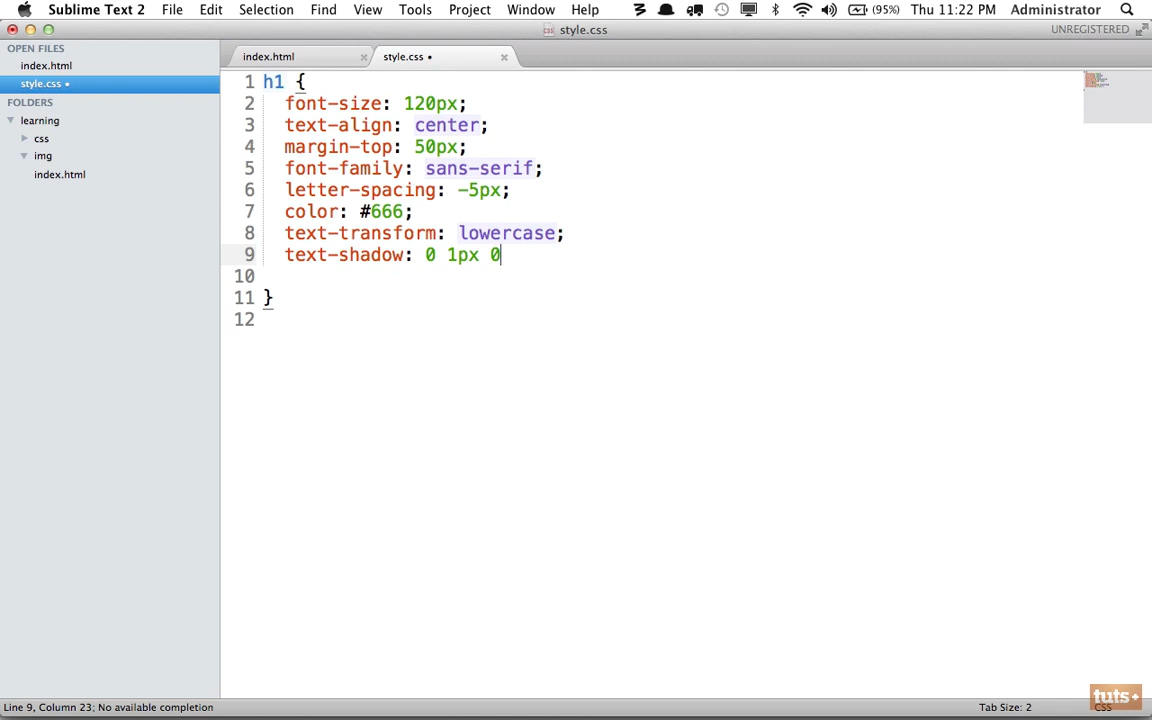 Sublime Text 2 File Edit Selection Find View Tools Project Window Help (95%) Thu 11:22 PM Administrator
style.css UNREGISTERED
OPEN FILES
index.html
style.css •
FOLDERS
learning
css
img
index.html
index.html × style.css • ×
1 h1 {
2 font-size: 120px;
3 text-align: center;
4 margin-top: 50px;
5 font-family: sans-serif;
6 letter-spacing: -5px;
7 color: #666;
8 text-transform: lowercase;
9 text-shadow: 0 1px 0
10
11 }
12
tuts+
Line 9, Column 23; No available completion Tab Size: 2 CSS